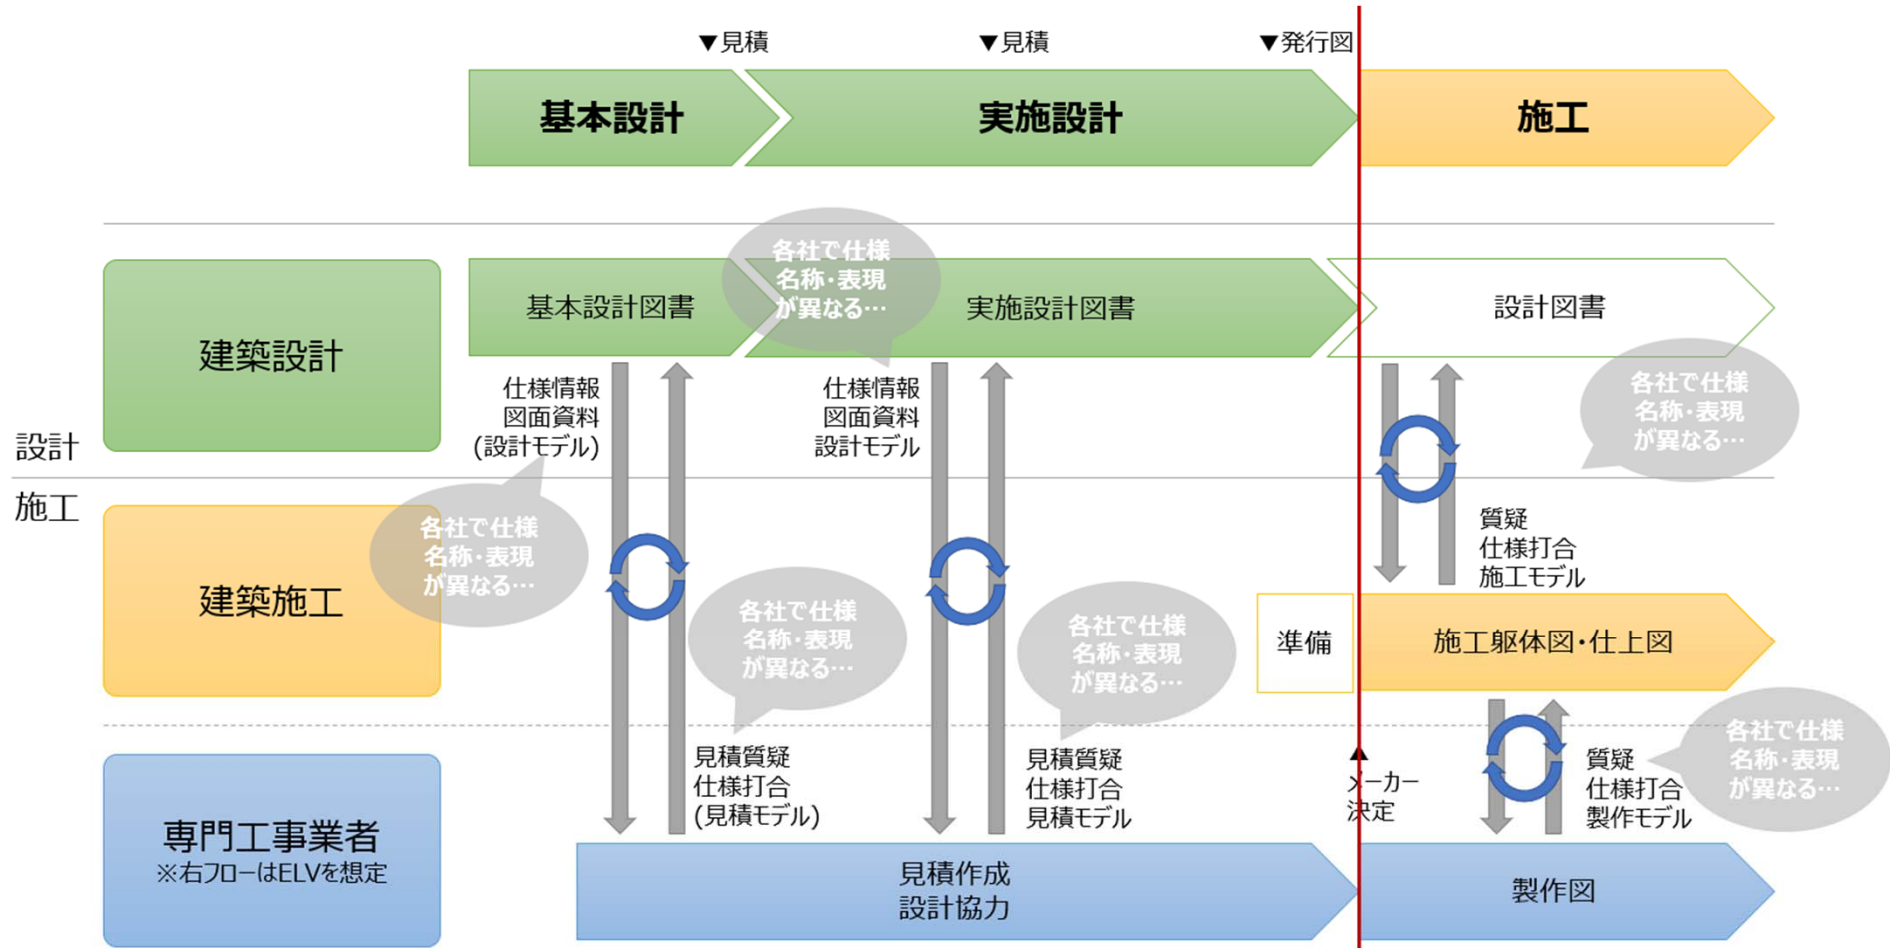 ▼見積
▼見積
▼発行図
基本設計
実施設計
施工
各社で仕様
名称・表現
が異なる…
建築設計
基本設計図書
実施設計図書
設計図書
仕様情報
図面資料
(設計モデル)
仕様情報
図面資料
設計モデル
各社で仕様
名称・表現
が異なる…
設計
施工
各社で仕様
名称・表現
が異なる…
建築施工
質疑
仕様打合
施工モデル
各社で仕様
名称・表現
が異なる…
各社で仕様
名称・表現
が異なる…
準備
施工躯体図・仕上図
専門工事業者
※右フローはELVを想定
見積質疑
仕様打合
(見積モデル)
見積質疑
仕様打合
見積モデル
▲
メーカー
決定
質疑
仕様打合
製作モデル
各社で仕様
名称・表現
が異なる…
見積作成
設計協力
製作図